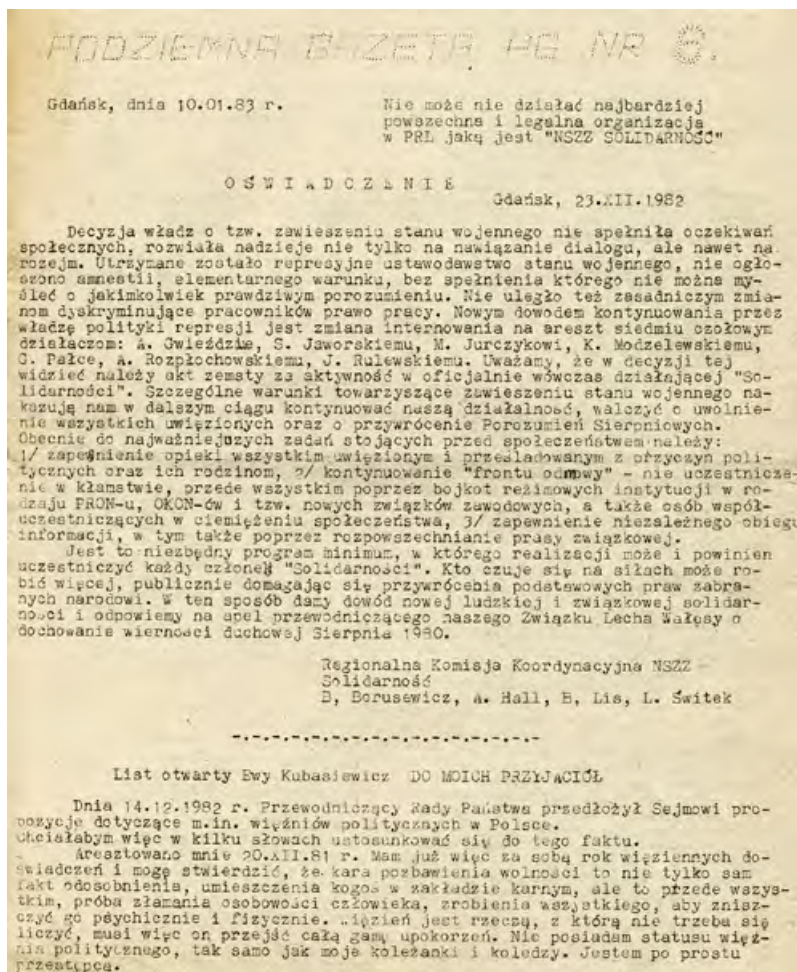 PODZIEMNA GAZETA PG NR 8.
Gdańsk, dnia 10.01.83 r.
Nie może nie działać najbardziej
powszechna i legalna organizacja
w PRL jaką jest "NSZZ SOLIDARNOŚĆ"
O Ś W I A D C Z E N I E
Gdańsk, 23.XII.1982
Decyzja władz o tzw. zawieszeniu stanu wojennego nie spełniła oczekiwań
społecznych, rozwiała nadzieje nie tylko na nawiązanie dialogu, ale nawet na
rozejm. Utrzymane zostało represyjne ustawodawstwo stanu wojennego, nie ogło-
szono amnestii, elementarnego warunku, bez spełnienia którego nie można my-
śleć o jakimkolwiek prawdziwym porozumieniu. Nie uległo też zasadniczym zmia-
nom dyskryminujące pracowników prawo pracy. Nowym dowodem kontynuowania przez
władzę polityki represji jest zmiana internowania na areszt siedmiu czołowym
działaczom: A. Gwieździe, S. Jaworskiemu, M. Jurczykowi, K. Modzelewskiemu,
G. Pałce, A. Rozpłochowskiemu, J. Rulewskiemu. Uważamy, że w decyzji tej
widzieć należy akt zemsty za aktywność w oficjalnie wówczas działającej "So-
lidarności". Szczególne warunki towarzyszące zawieszeniu stanu wojennego na-
kazują nam w dalszym ciągu kontynuować naszą działalność, walczyć o uwolnie-
nie wszystkich uwięzionych oraz o przywrócenie Porozumień Sierpniowych.
Obecnie do najważniejszych zadań stojących przed społeczeństwem należy:
1/ zapewnienie opieki wszystkim uwięzionym i prześladowanym z przyczyn poli-
tycznych oraz ich rodzinom, 2/ kontynuowanie "frontu odmowy" - nie uczestnicze-
nie w kłamstwie, przede wszystkim poprzez bojkot reżimowych instytucji w ro-
dzaju PRON-u, OKON-ów i tzw. nowych związków zawodowych, a także osób współ-
uczestniczących w ciemiężeniu społeczeństwa, 3/ zapewnienie niezależnego obiegu
informacji, w tym także poprzez rozpowszechnianie prasy związkowej.
Jest to niezbędny program minimum, w którego realizacji może i powinien
uczestniczyć każdy członek "Solidarności". Kto czuje się na siłach może ro-
bić więcej, publicznie domagając się przywrócenia podstawowych praw zabra-
nych narodowi. W ten sposób damy dowód nowej ludzkiej i związkowej solidar-
ności i odpowiemy na apel przewodniczącego naszego Związku Lecha Wałęsy o
dochowanie wierności duchowej Sierpnia 1980.
Regionalna Komisja Koordynacyjna NSZZ
Solidarność
B, Borusewicz, A. Hall, B, Lis, L. Świtek
-.-.-.-.-.-.-.-.-.-.-.-.-.-.-
List otwarty Ewy Kubasiewicz DO MOICH PRZYJACIÓŁ
Dnia 14.12.1982 r. Przewodniczący Rady Państwa przedłożył Sejmowi pro-
pozycje dotyczące m.in. więźniów politycznych w Polsce.
Chciałabym więc w kilku słowach ustosunkować się do tego faktu.
Aresztowano mnie 20.XII.81 r. Mam już więc za sobą rok więziennych do-
świadczeń i mogę stwierdzić, że kara pozbawienia wolności to nie tylko sam
fakt odosobnienia, umieszczenia kogoś w zakładzie karnym, ale to przede wszys-
tkim, próba złamania osobowości człowieka, zrobienia wszystkiego, aby znisz-
czyć go psychicznie i fizycznie. Więzień jest rzeczą, z którą nie trzeba się
liczyć, musi więc on przejść całą gamę upokorzeń. Nie posiadam statusu więź-
nia politycznego, tak samo jak moje koleżanki i koledzy. Jestem po prostu
przestępcą.